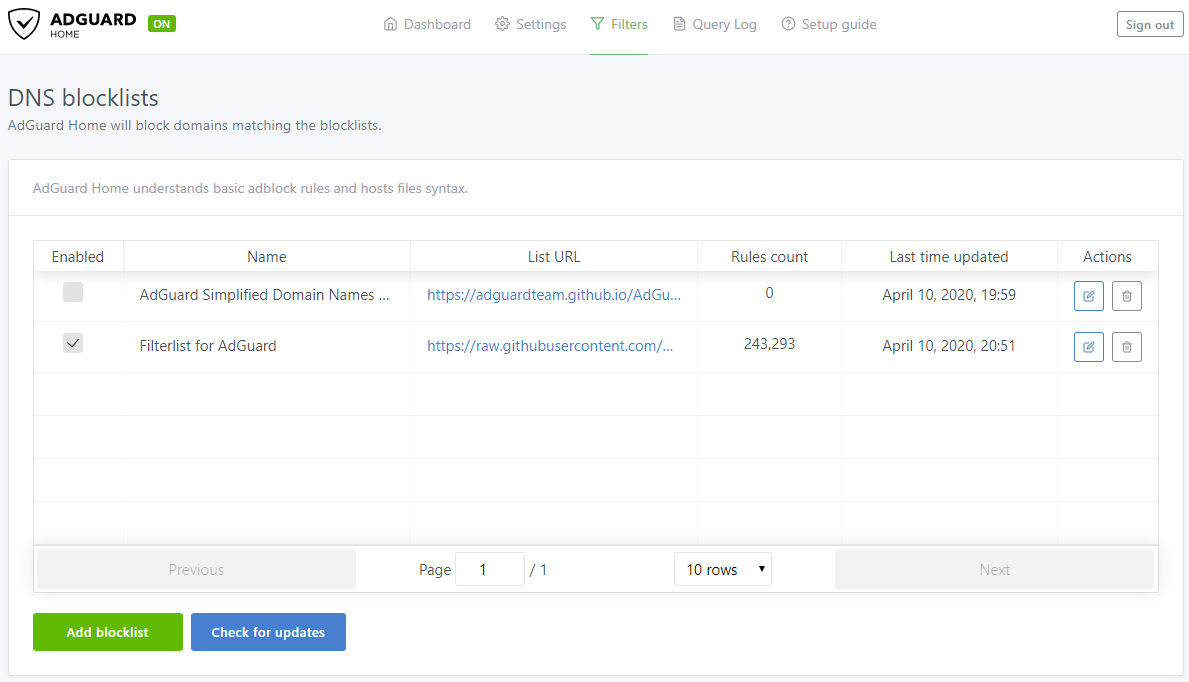 ADGUARD HOME ON Dashboard Settings Filters Query Log Setup guide Sign out
DNS blocklists
AdGuard Home will block domains matching the blocklists.
AdGuard Home understands basic adblock rules and hosts files syntax.
Enabled Name List URL Rules count Last time updated Actions
AdGuard Simplified Domain Names ... https://adguardteam.github.io/AdGu... 0 April 10, 2020, 19:59
Filterlist for AdGuard https://raw.githubusercontent.com/... 243,293 April 10, 2020, 20:51
Previous Page 1 / 1 10 rows Next
Add blocklist Check for updates